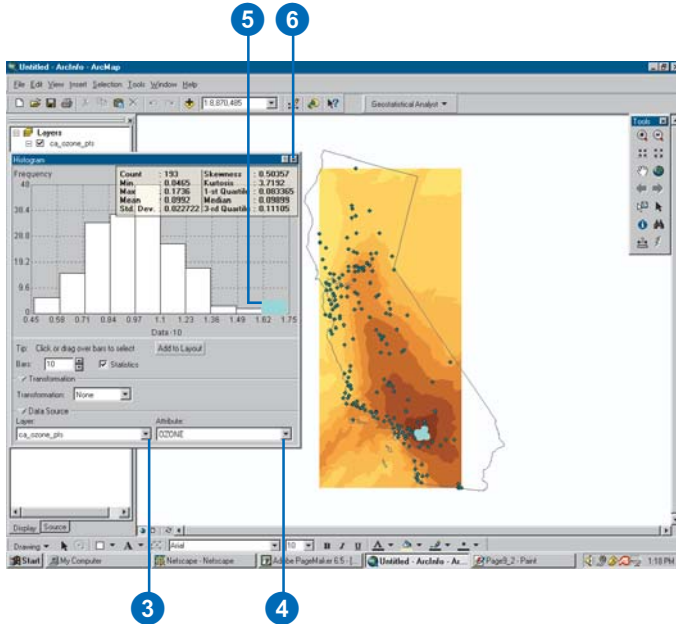 5 6
Untitled - ArcInfo - ArcMap
File Edit View Insert Selection Tools Window Help
1:8,870,485
Geostatistical Analyst
Layers
ca_ozone_pts
Tools
Histogram
Frequency
Count : 193 Skewness : 0.50357
Min : 0.0465 Kurtosis : 3.7192
Max : 0.1736 1-st Quartile : 0.083365
Mean : 0.0992 Median : 0.09899
Std. Dev. : 0.022722 3-rd Quartile : 0.11105
48
38.4
28.8
19.2
9.6
0
0.45 0.58 0.71 0.84 0.97 1.1 1.23 1.36 1.49 1.62 1.75
Data·10
Tip: Click or drag over bars to select Add to Layout
Bars: 10 Statistics
Transformation
Transformation: None
Data Source
Layer: Attribute:
ca_ozone_pts OZONE
Display Source
Drawing A Arial 10 B I U A
Start My Computer Netscape - Netscape Adobe PageMaker 6.5 - [... Untitled - ArcInfo - Ar... Page9_2 - Paint 1:18 PM
3 4